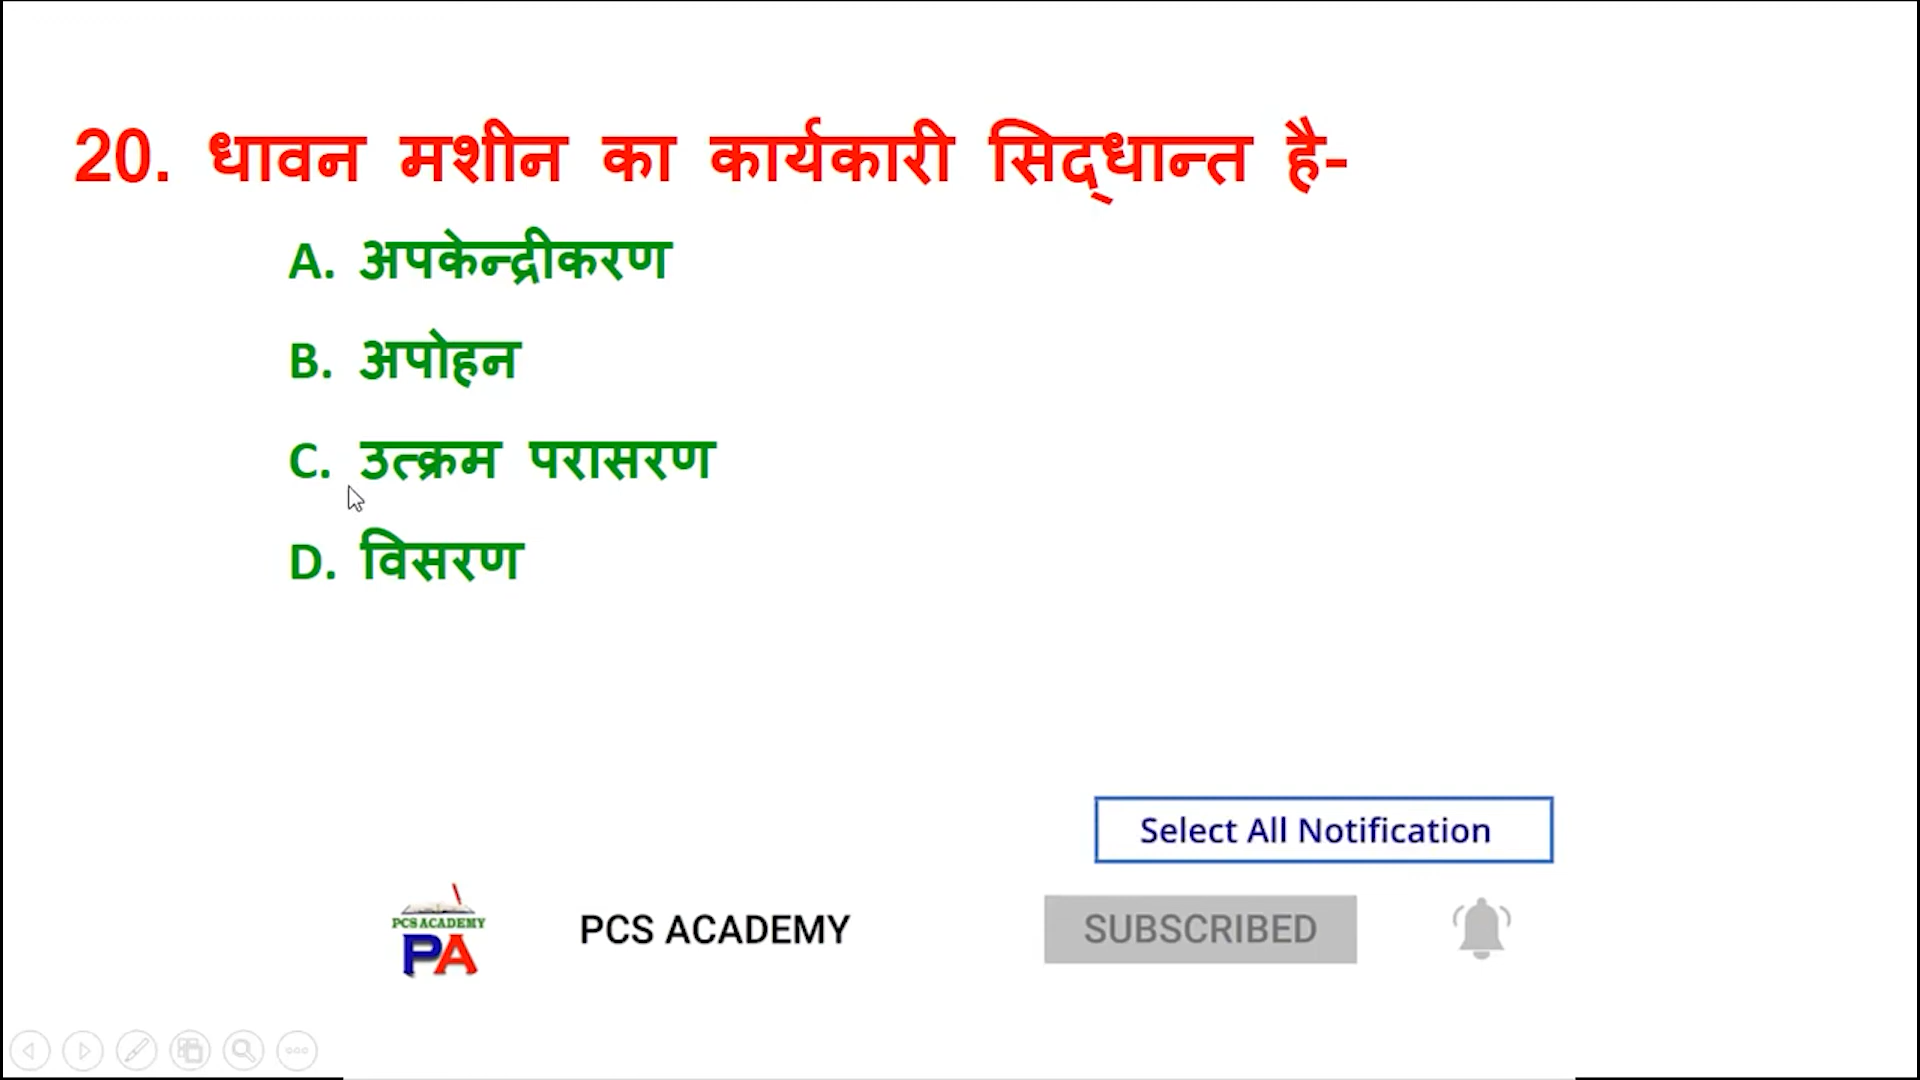 20. धावन मशीन का कार्यकारी सिद्धान्त है-
A. अपकेन्द्रीकरण
B. अपोहन
C. उत्क्रम परासरण
D. विसरण
Select All Notification
PCS ACADEMY
PA
PCS ACADEMY
SUBSCRIBED